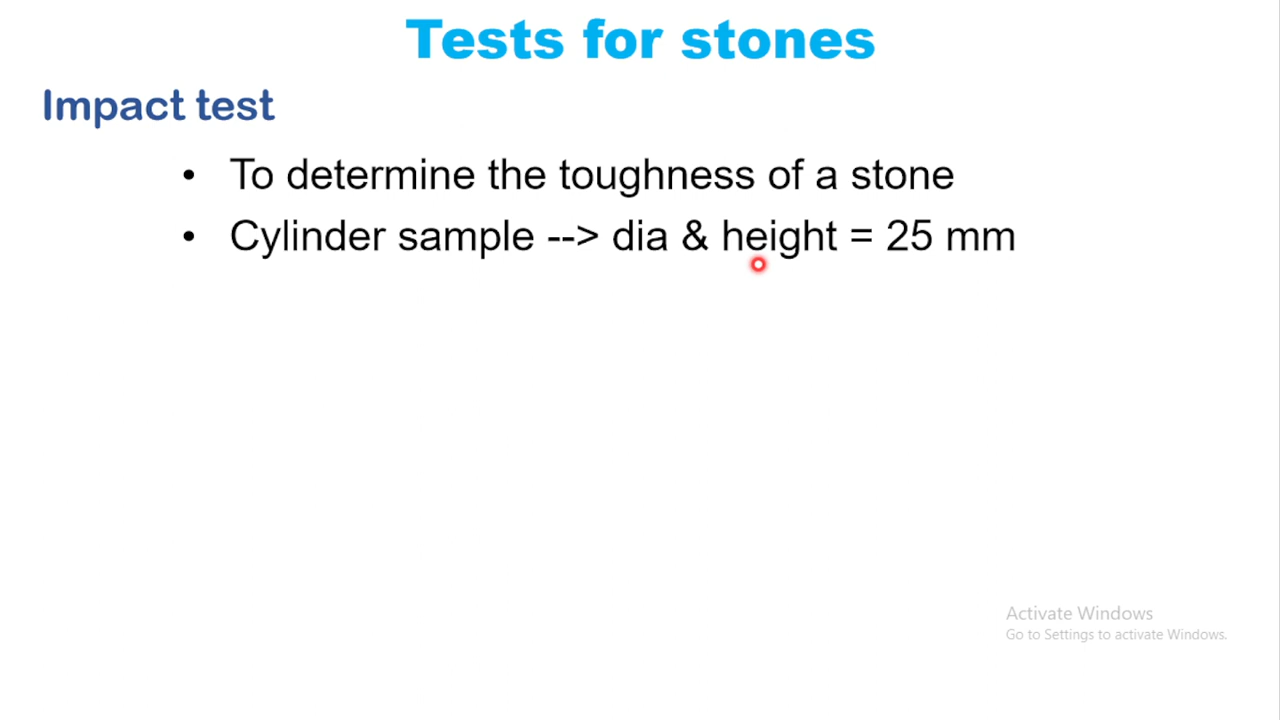 Tests for stones
Impact test
• To determine the toughness of a stone
• Cylinder sample --> dia & height = 25 mm
Activate Windows
Go to Settings to activate Windows.